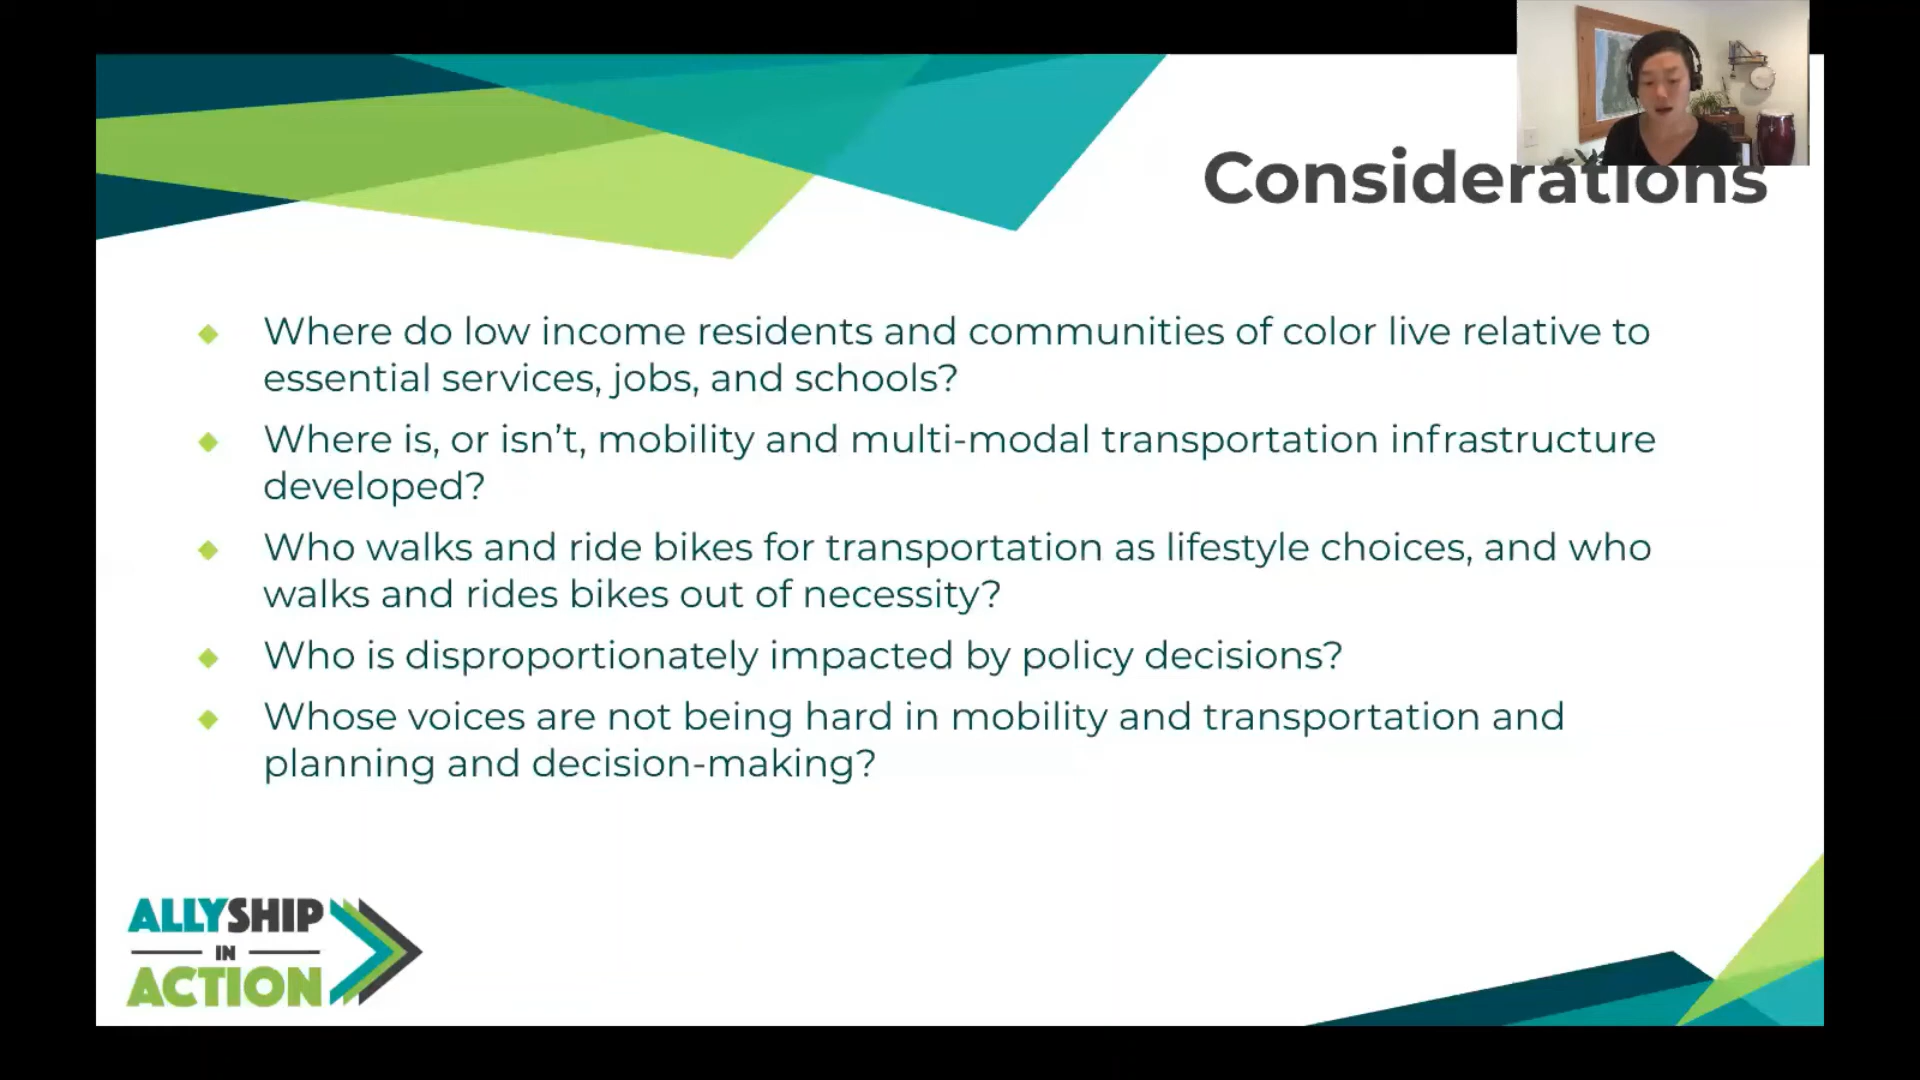 Considerations
Where do low income residents and communities of color live relative to
essential services, jobs, and schools?
Where is, or isn’t, mobility and multi-modal transportation infrastructure
developed?
Who walks and ride bikes for transportation as lifestyle choices, and who
walks and rides bikes out of necessity?
Who is disproportionately impacted by policy decisions?
Whose voices are not being hard in mobility and transportation and
planning and decision-making?
ALLYSHIP
IN
ACTION